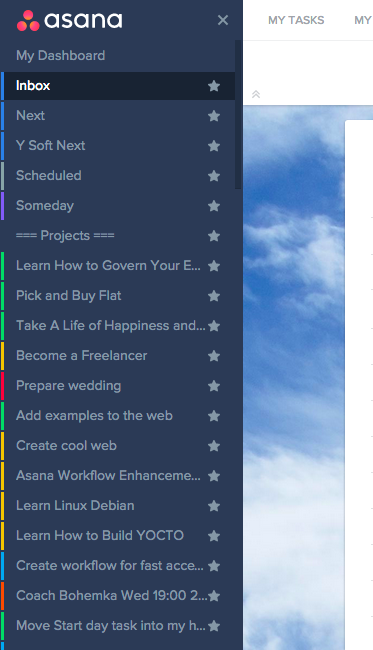 asana
MY TASKS
MY
My Dashboard
Inbox
Next
Y Soft Next
Scheduled
Someday
=== Projects ===
Learn How to Govern Your E...
Pick and Buy Flat
Take A Life of Happiness and...
Become a Freelancer
Prepare wedding
Add examples to the web
Create cool web
Asana Workflow Enhanceme...
Learn Linux Debian
Learn How to Build YOCTO
Create workflow for fast acce...
Coach Bohemka Wed 19:00 2...
Move Start day task into my h...